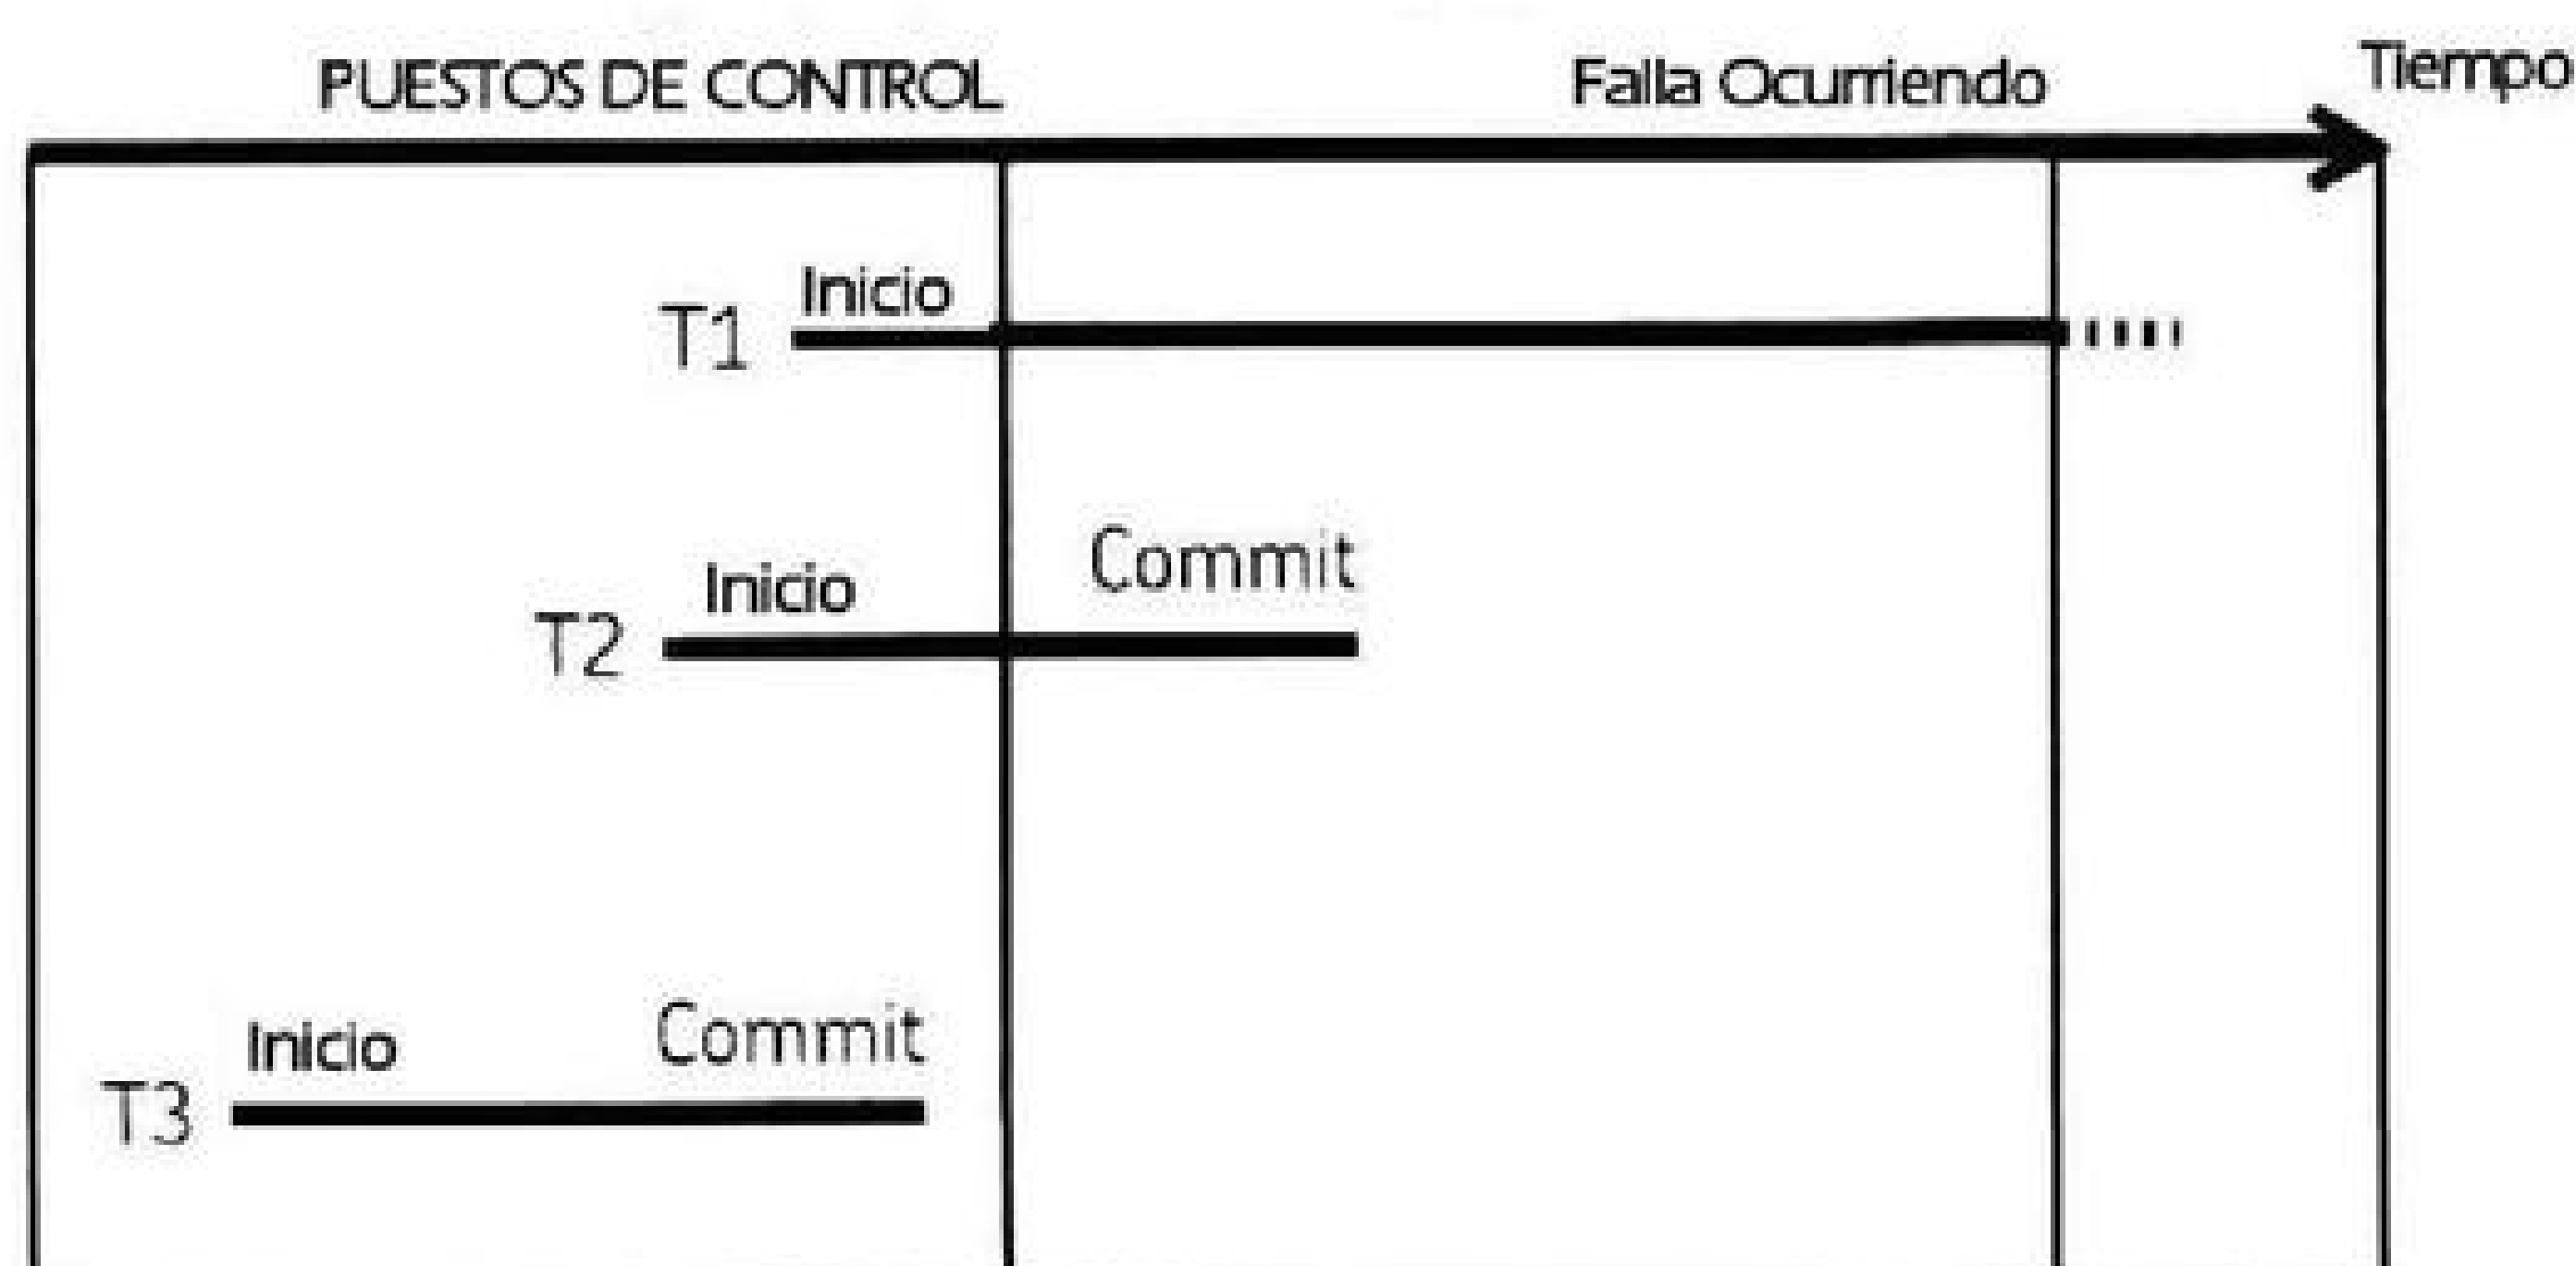 PUESTOS DE CONTROL
Falla Ocurriendo
Tiempo
Inicio
T1
Commit
Inicio
T2
Commit
Inicio
T3